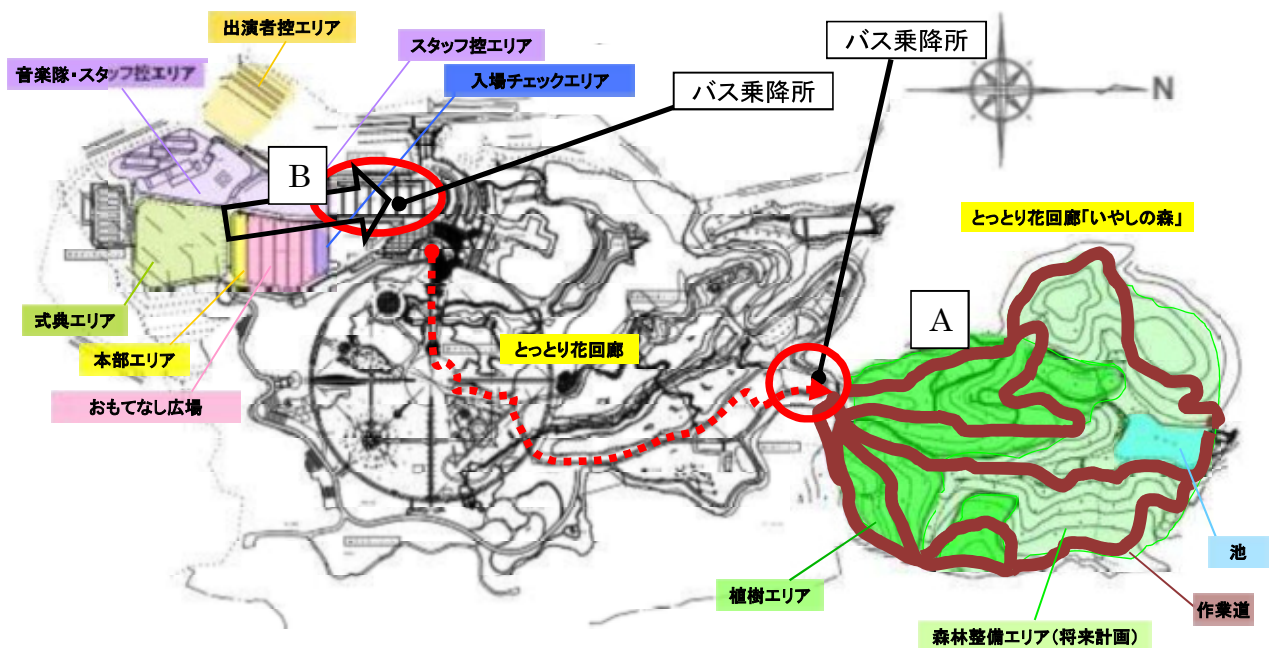 出演者控エリア
スタッフ控エリア
バス乗降所
音楽隊・スタッフ控エリア
入場チェックエリア
バス乗降所
N
B
とっとり花回廊「いやしの森」
A
式典エリア
本部エリア
とっとり花回廊
おもてなし広場
池
植樹エリア
作業道
森林整備エリア(将来計画)